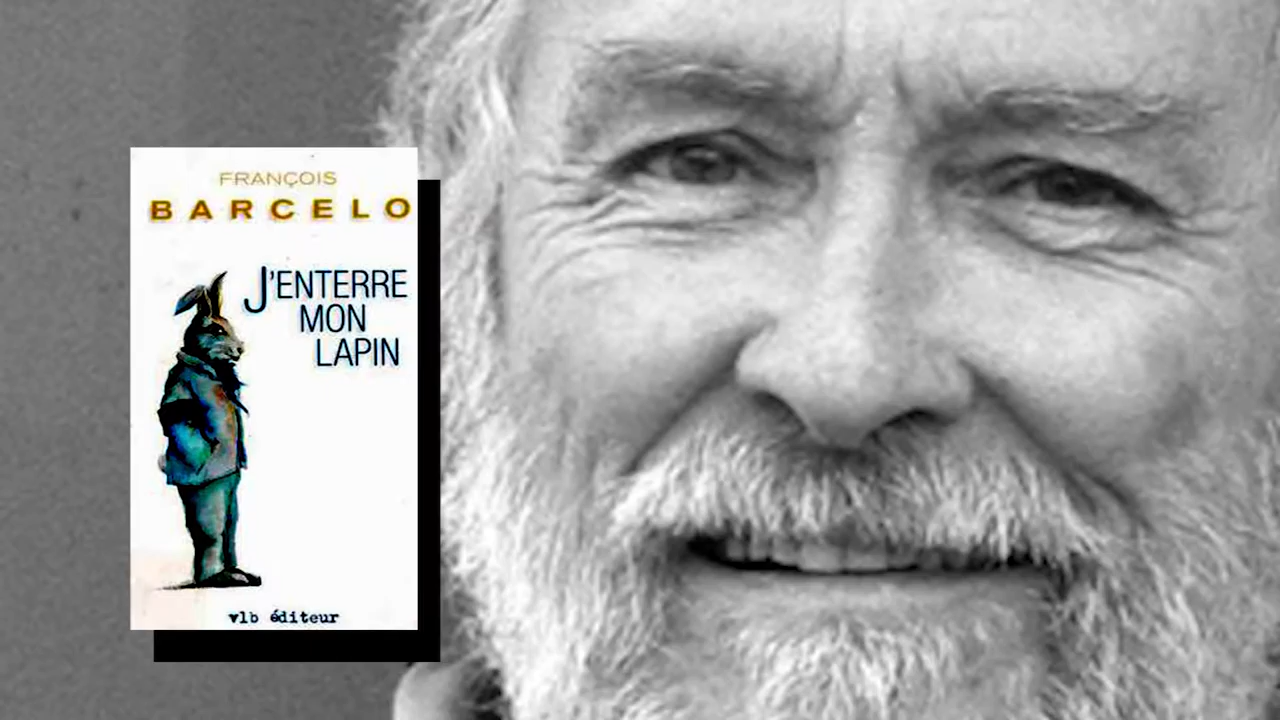 FRANÇOIS
BARCELO
J'ENTERRE
MON
LAPIN
vlb éditeur